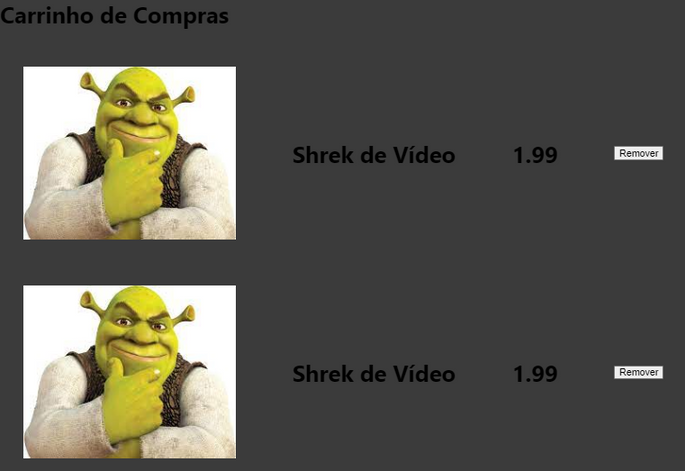 Carrinho de Compras
Shrek de Vídeo 1.99 Remover
Shrek de Vídeo 1.99 Remover